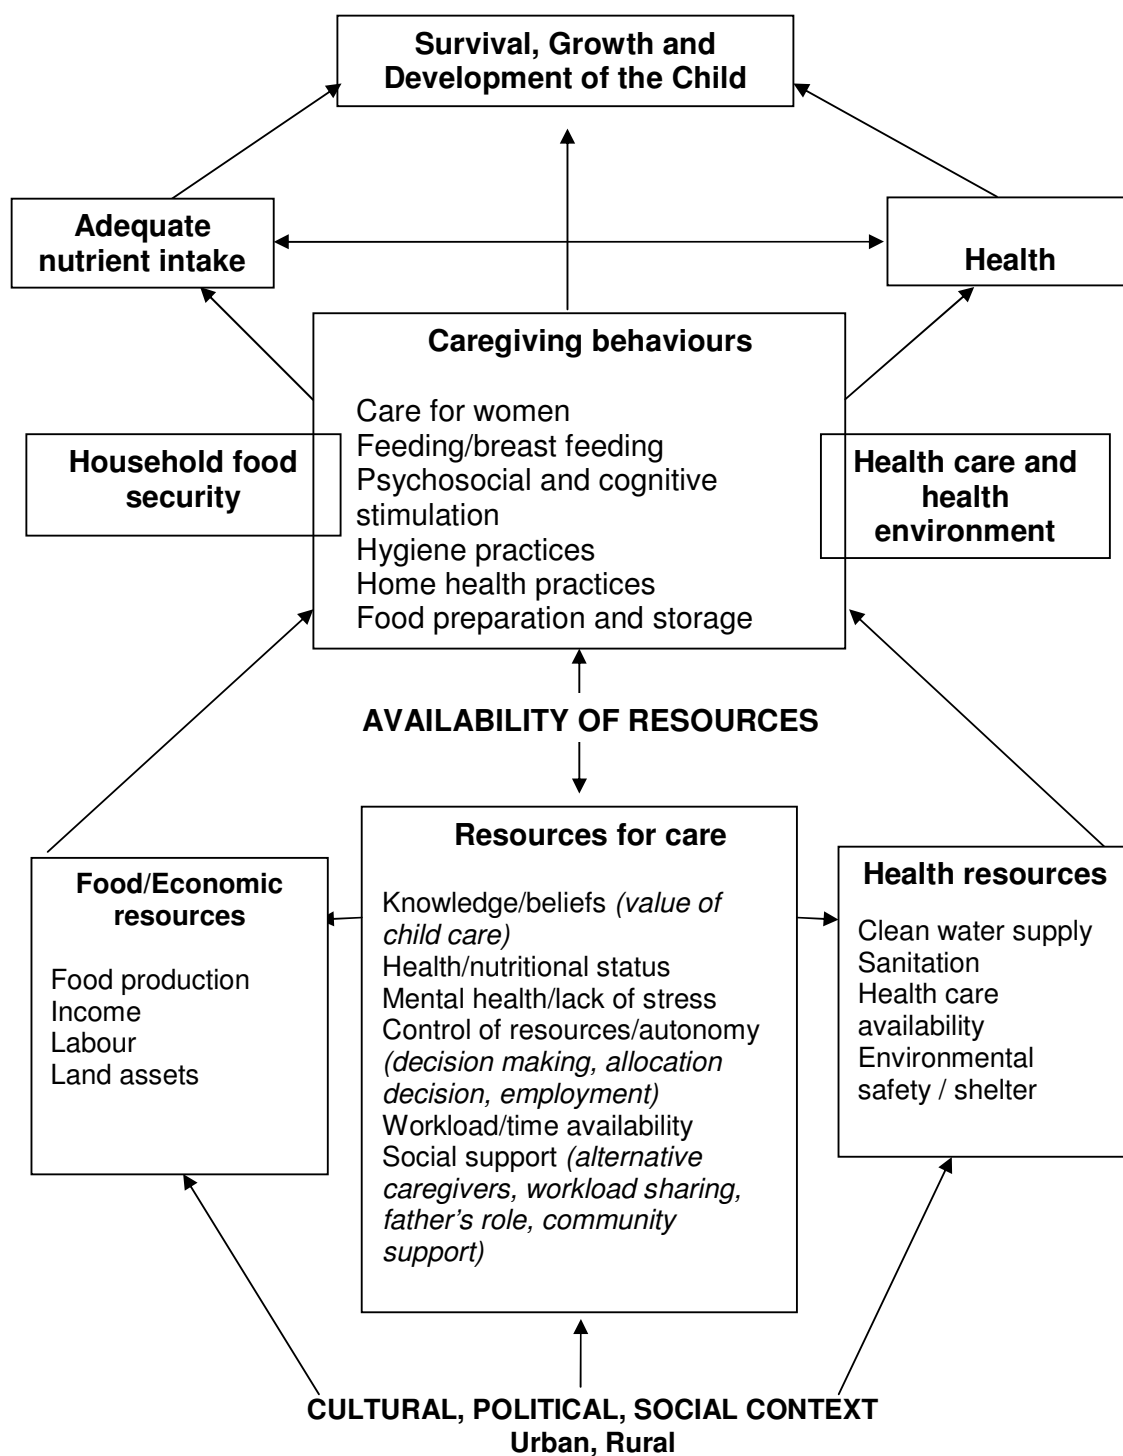 Survival, Growth and
Development of the Child
Adequate
nutrient intake
Health
Caregiving behaviours
Care for women
Feeding/breast feeding
Psychosocial and cognitive
stimulation
Hygiene practices
Home health practices
Food preparation and storage
Household food
security
Health care and
health
environment
AVAILABILITY OF RESOURCES
Food/Economic
resources
Food production
Income
Labour
Land assets
Resources for care
Knowledge/beliefs (value of
child care)
Health/nutritional status
Mental health/lack of stress
Control of resources/autonomy
(decision making, allocation
decision, employment)
Workload/time availability
Social support (alternative
caregivers, workload sharing,
father's role, community
support)
Health resources
Clean water supply
Sanitation
Health care
availability
Environmental
safety / shelter
CULTURAL, POLITICAL, SOCIAL CONTEXT
Urban, Rural